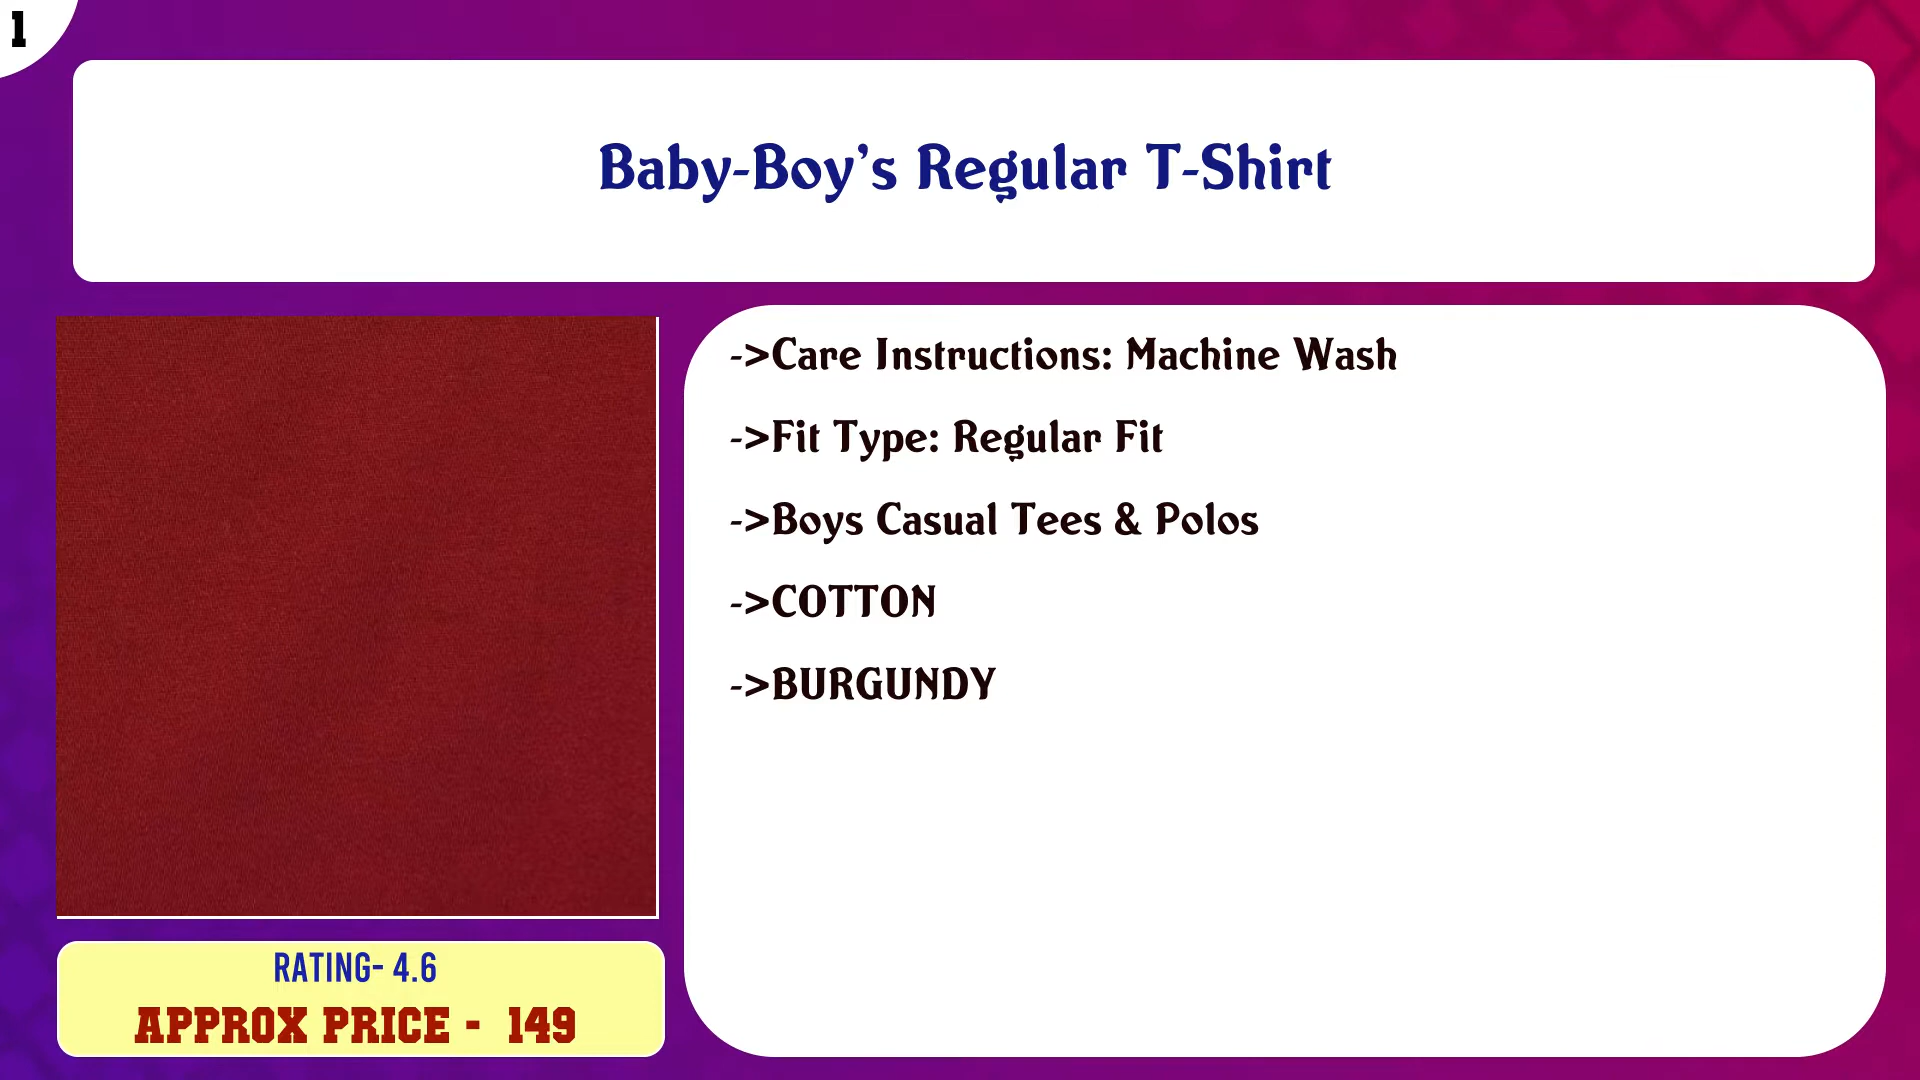 1
Baby-Boy's Regular T-Shirt
->Care Instructions: Machine Wash
->Fit Type: Regular Fit
->Boys Casual Tees & Polos
->COTTON
->BURGUNDY
RATING- 4.6
APPROX PRICE - 149